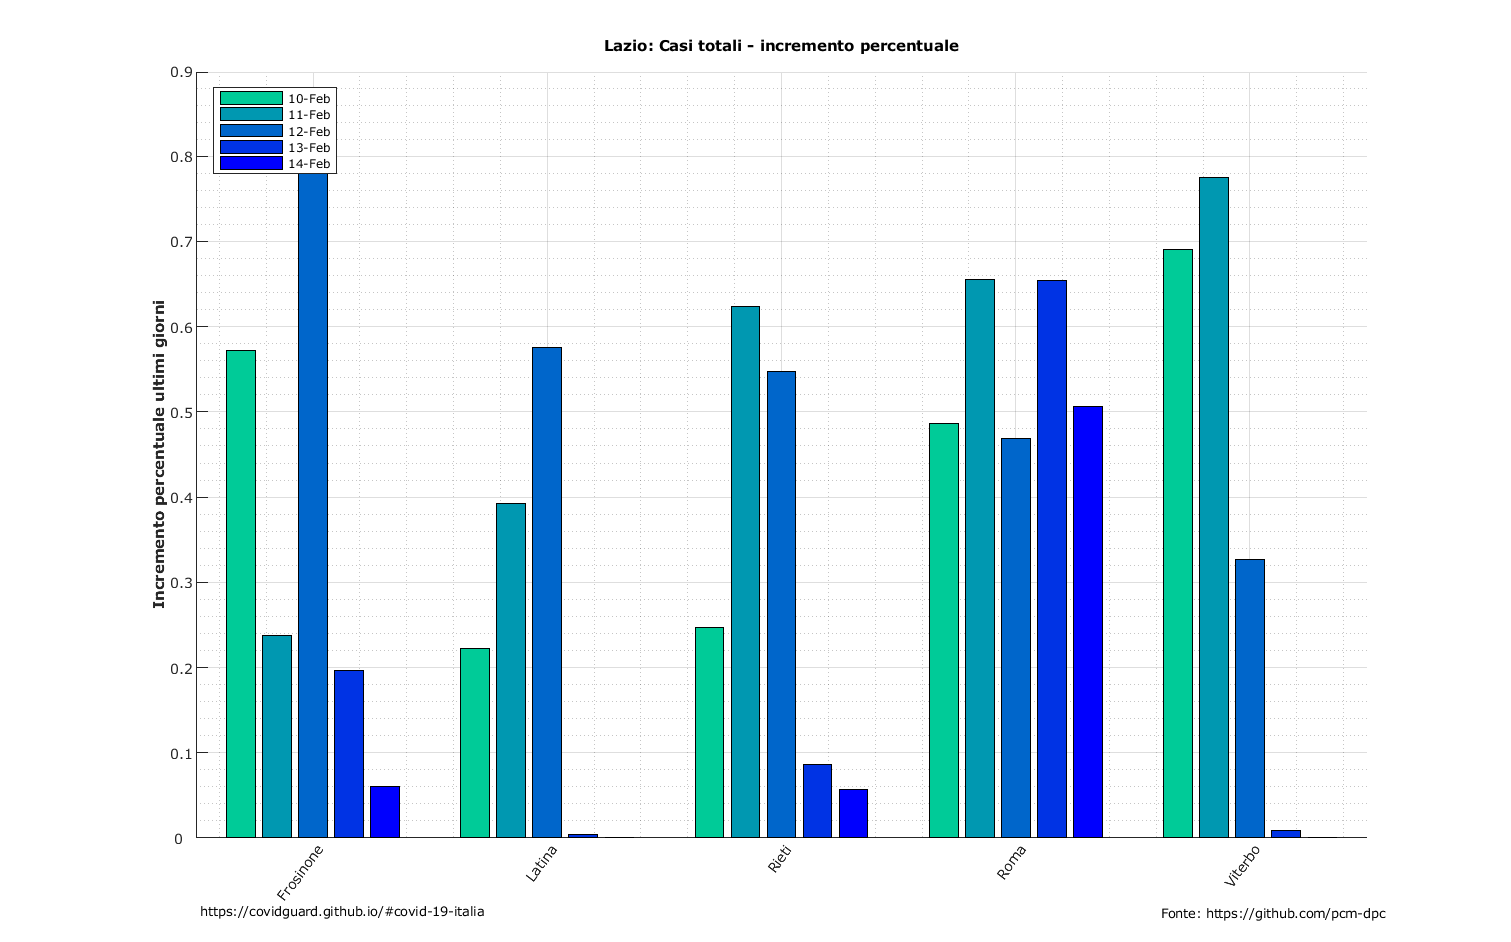 Lazio: Casi totali - incremento percentuale
Incremento percentuale ultimi giorni
0.9
0.8
0.7
0.6
0.5
0.4
0.3
0.2
0.1
0
10-Feb
11-Feb
12-Feb
13-Feb
14-Feb
Frosinone
Latina
Rieti
Roma
Viterbo
https://covidguard.github.io/#covid-19-italia
Fonte: https://github.com/pcm-dpc